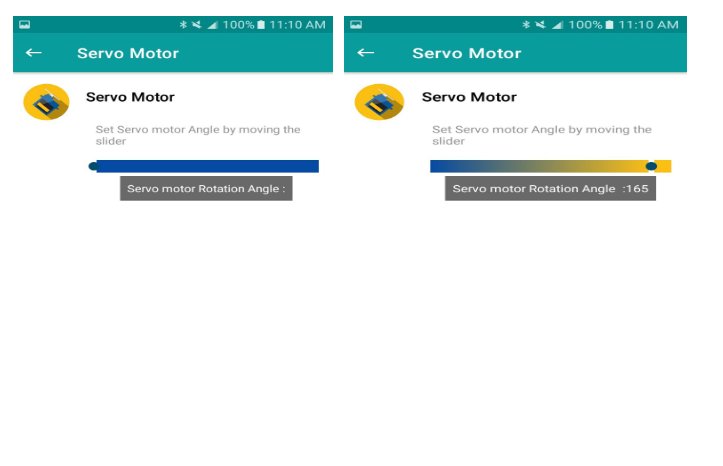 100% 11:10 AM
Servo Motor
Servo Motor
Set Servo motor Angle by moving the
slider
Servo motor Rotation Angle :
100% 11:10 AM
Servo Motor
Servo Motor
Set Servo motor Angle by moving the
slider
Servo motor Rotation Angle :165